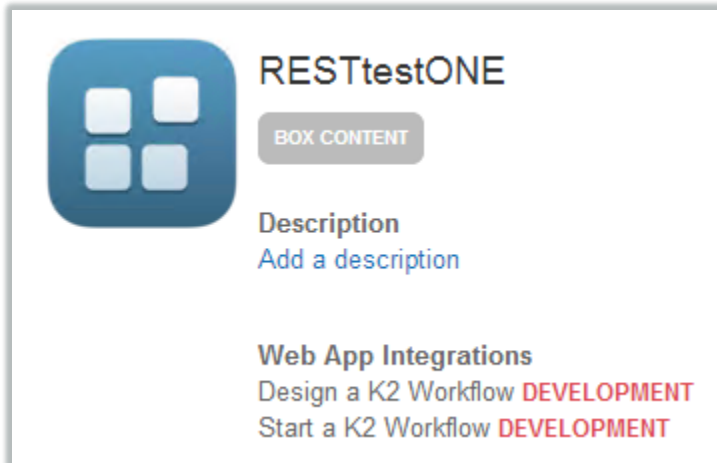 RESTtestONE
BOX CONTENT
Description
Add a description
Web App Integrations
Design a K2 Workflow DEVELOPMENT
Start a K2 Workflow DEVELOPMENT